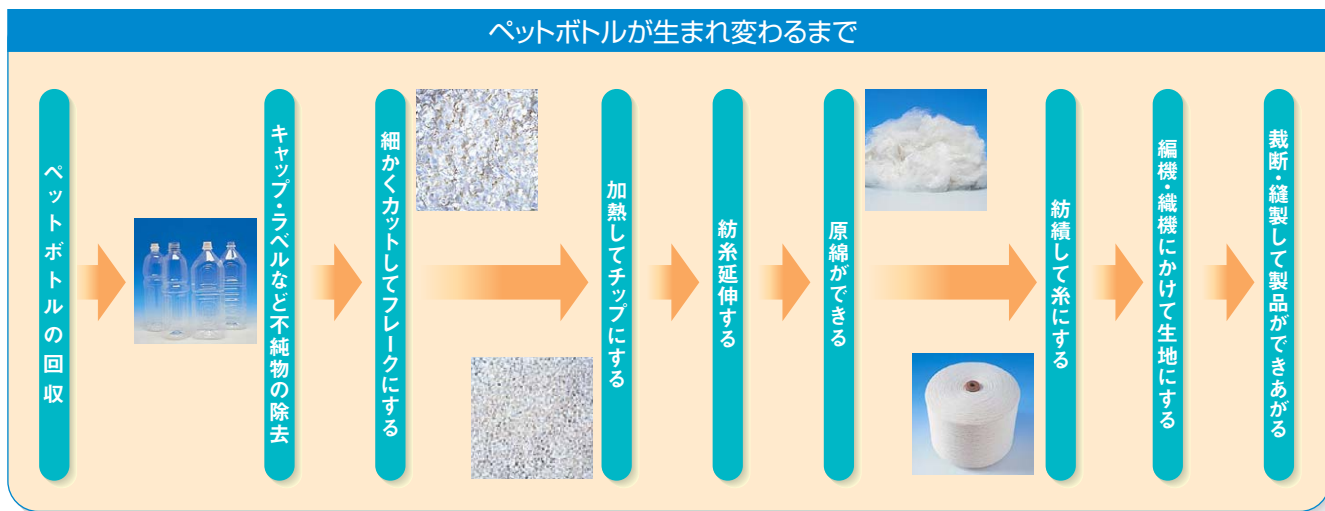 ペットボトルが生まれ変わるまで
ペットボトルの回収
キャップ・ラベルなど不純物の除去
細かくカットしてフレークにする
加熱してチップにする
紡糸延伸する
原綿ができる
紡績して糸にする
編機・織機にかけて生地にする
裁断・縫製して製品ができあがる